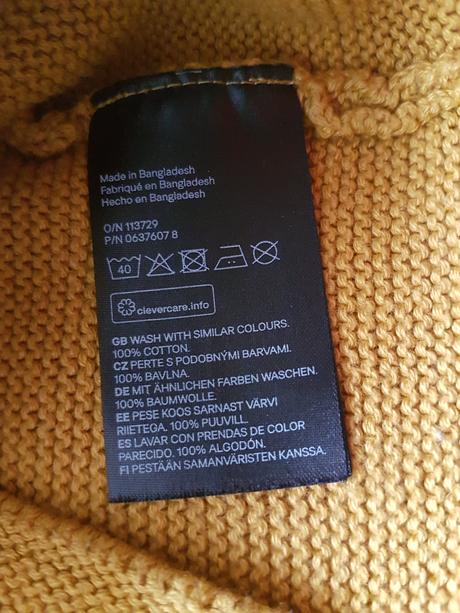 Made in Bangladesh
Fabriqué en Bangladesh
Hecho en Bangladesh
O/N 113729
P/N 0637607 8
40
clevercare.info
GB WASH WITH SIMILAR COLOURS.
100% COTTON.
CZ PERTE S PODOBNÝMI BARVAMI.
100% BAVLNA.
DE MIT ÄHNLICHEN FARBEN WASCHEN.
100% BAUMWOLLE.
EE PESE KOOS SARNAST VÄRVI
RIIETEGA. 100% PUUVILL.
ES LAVAR CON PRENDAS DE COLOR
PARECIDO. 100% ALGODÓN.
FI PESTÄÄN SAMANVÄRISTEN KANSSA.